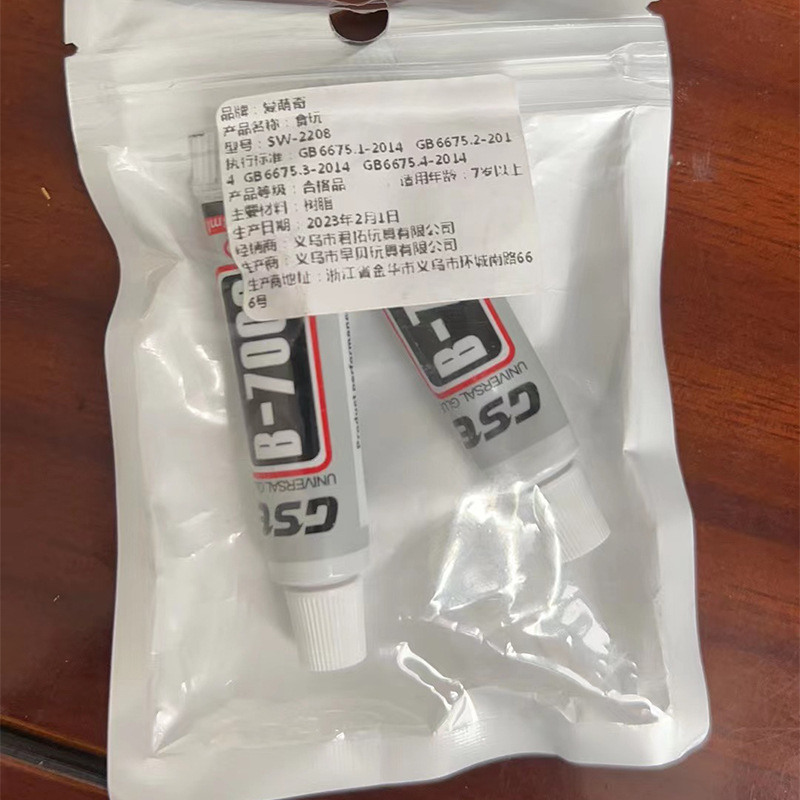 品牌：爱萌奇
产品名称：食玩
型号：SW-2208
执行标准：GB6675.1-2014 GB6675.2-201
4 GB6675.3-2014 GB6675.4-2014
产品等级：合格品 适用年龄：7岁以上
主要材料：树脂
生产日期：2023年2月1日
经销商：义乌市君拓玩具有限公司
生产商：义乌市早贝玩具有限公司
生产商地址：浙江省金华市义乌市环城南路66
6号
ml
B-700
Product performanc
UNIVERSAL GL
GSt
B-7
UNIVERSAL GLU
GSt